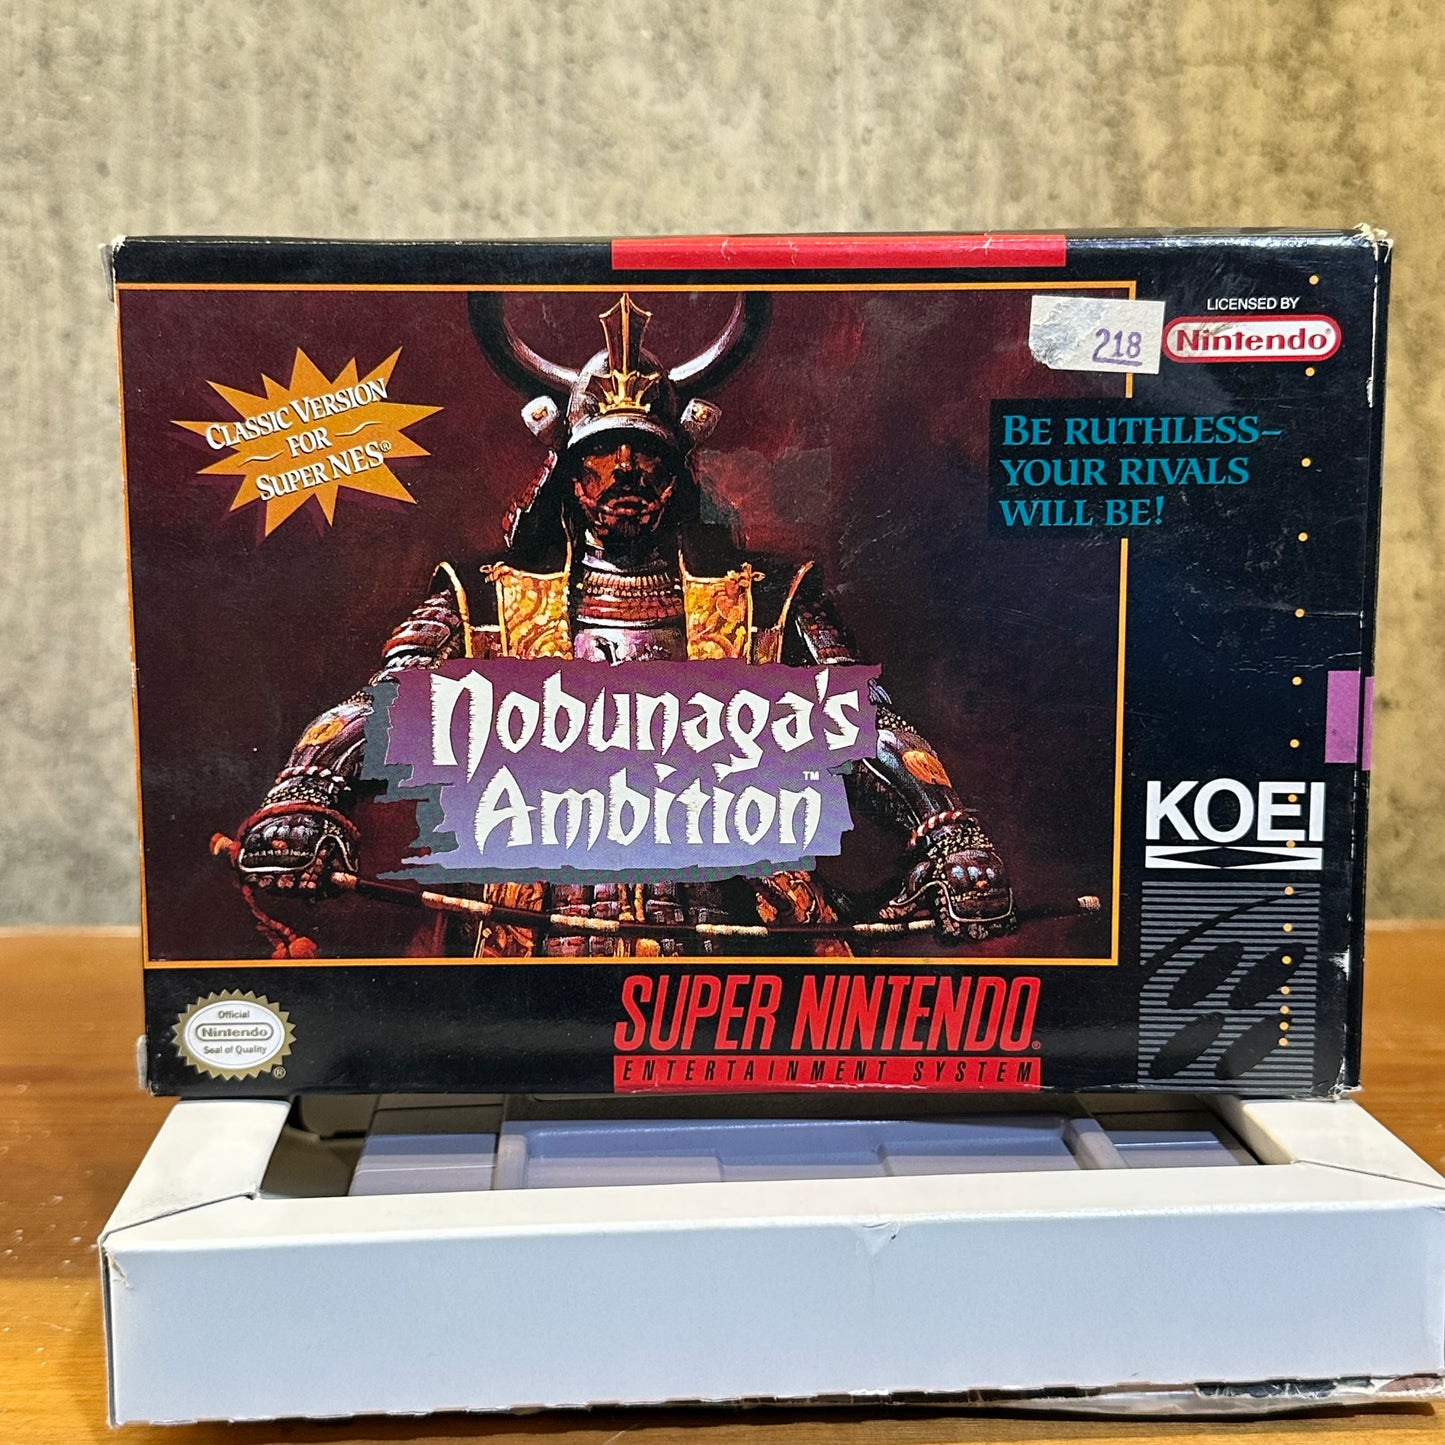 CLASSIC VERSION
FOR
SUPER NES®
218
LICENSED BY
Nintendo®
BE RUTHLESS–
YOUR RIVALS
WILL BE!
Nobunaga's
Ambition™
KOEI
Official
Nintendo
Seal of Quality
®
SUPER NINTENDO®
ENTERTAINMENT SYSTEM